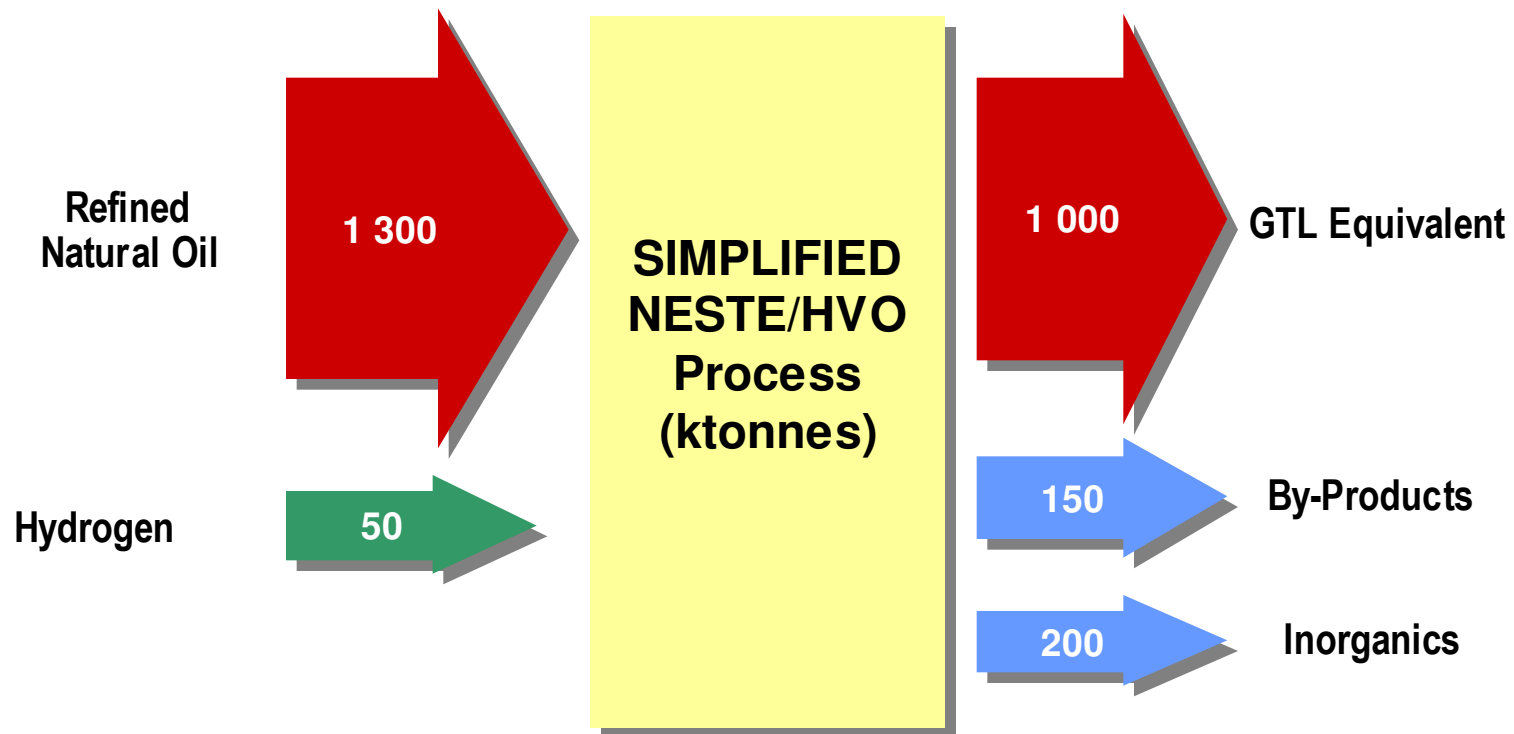 Refined
Natural Oil
1 300
Hydrogen
50
SIMPLIFIED
NESTE/HVO
Process
(ktonnes)
1 000
GTL Equivalent
150
By-Products
200
Inorganics